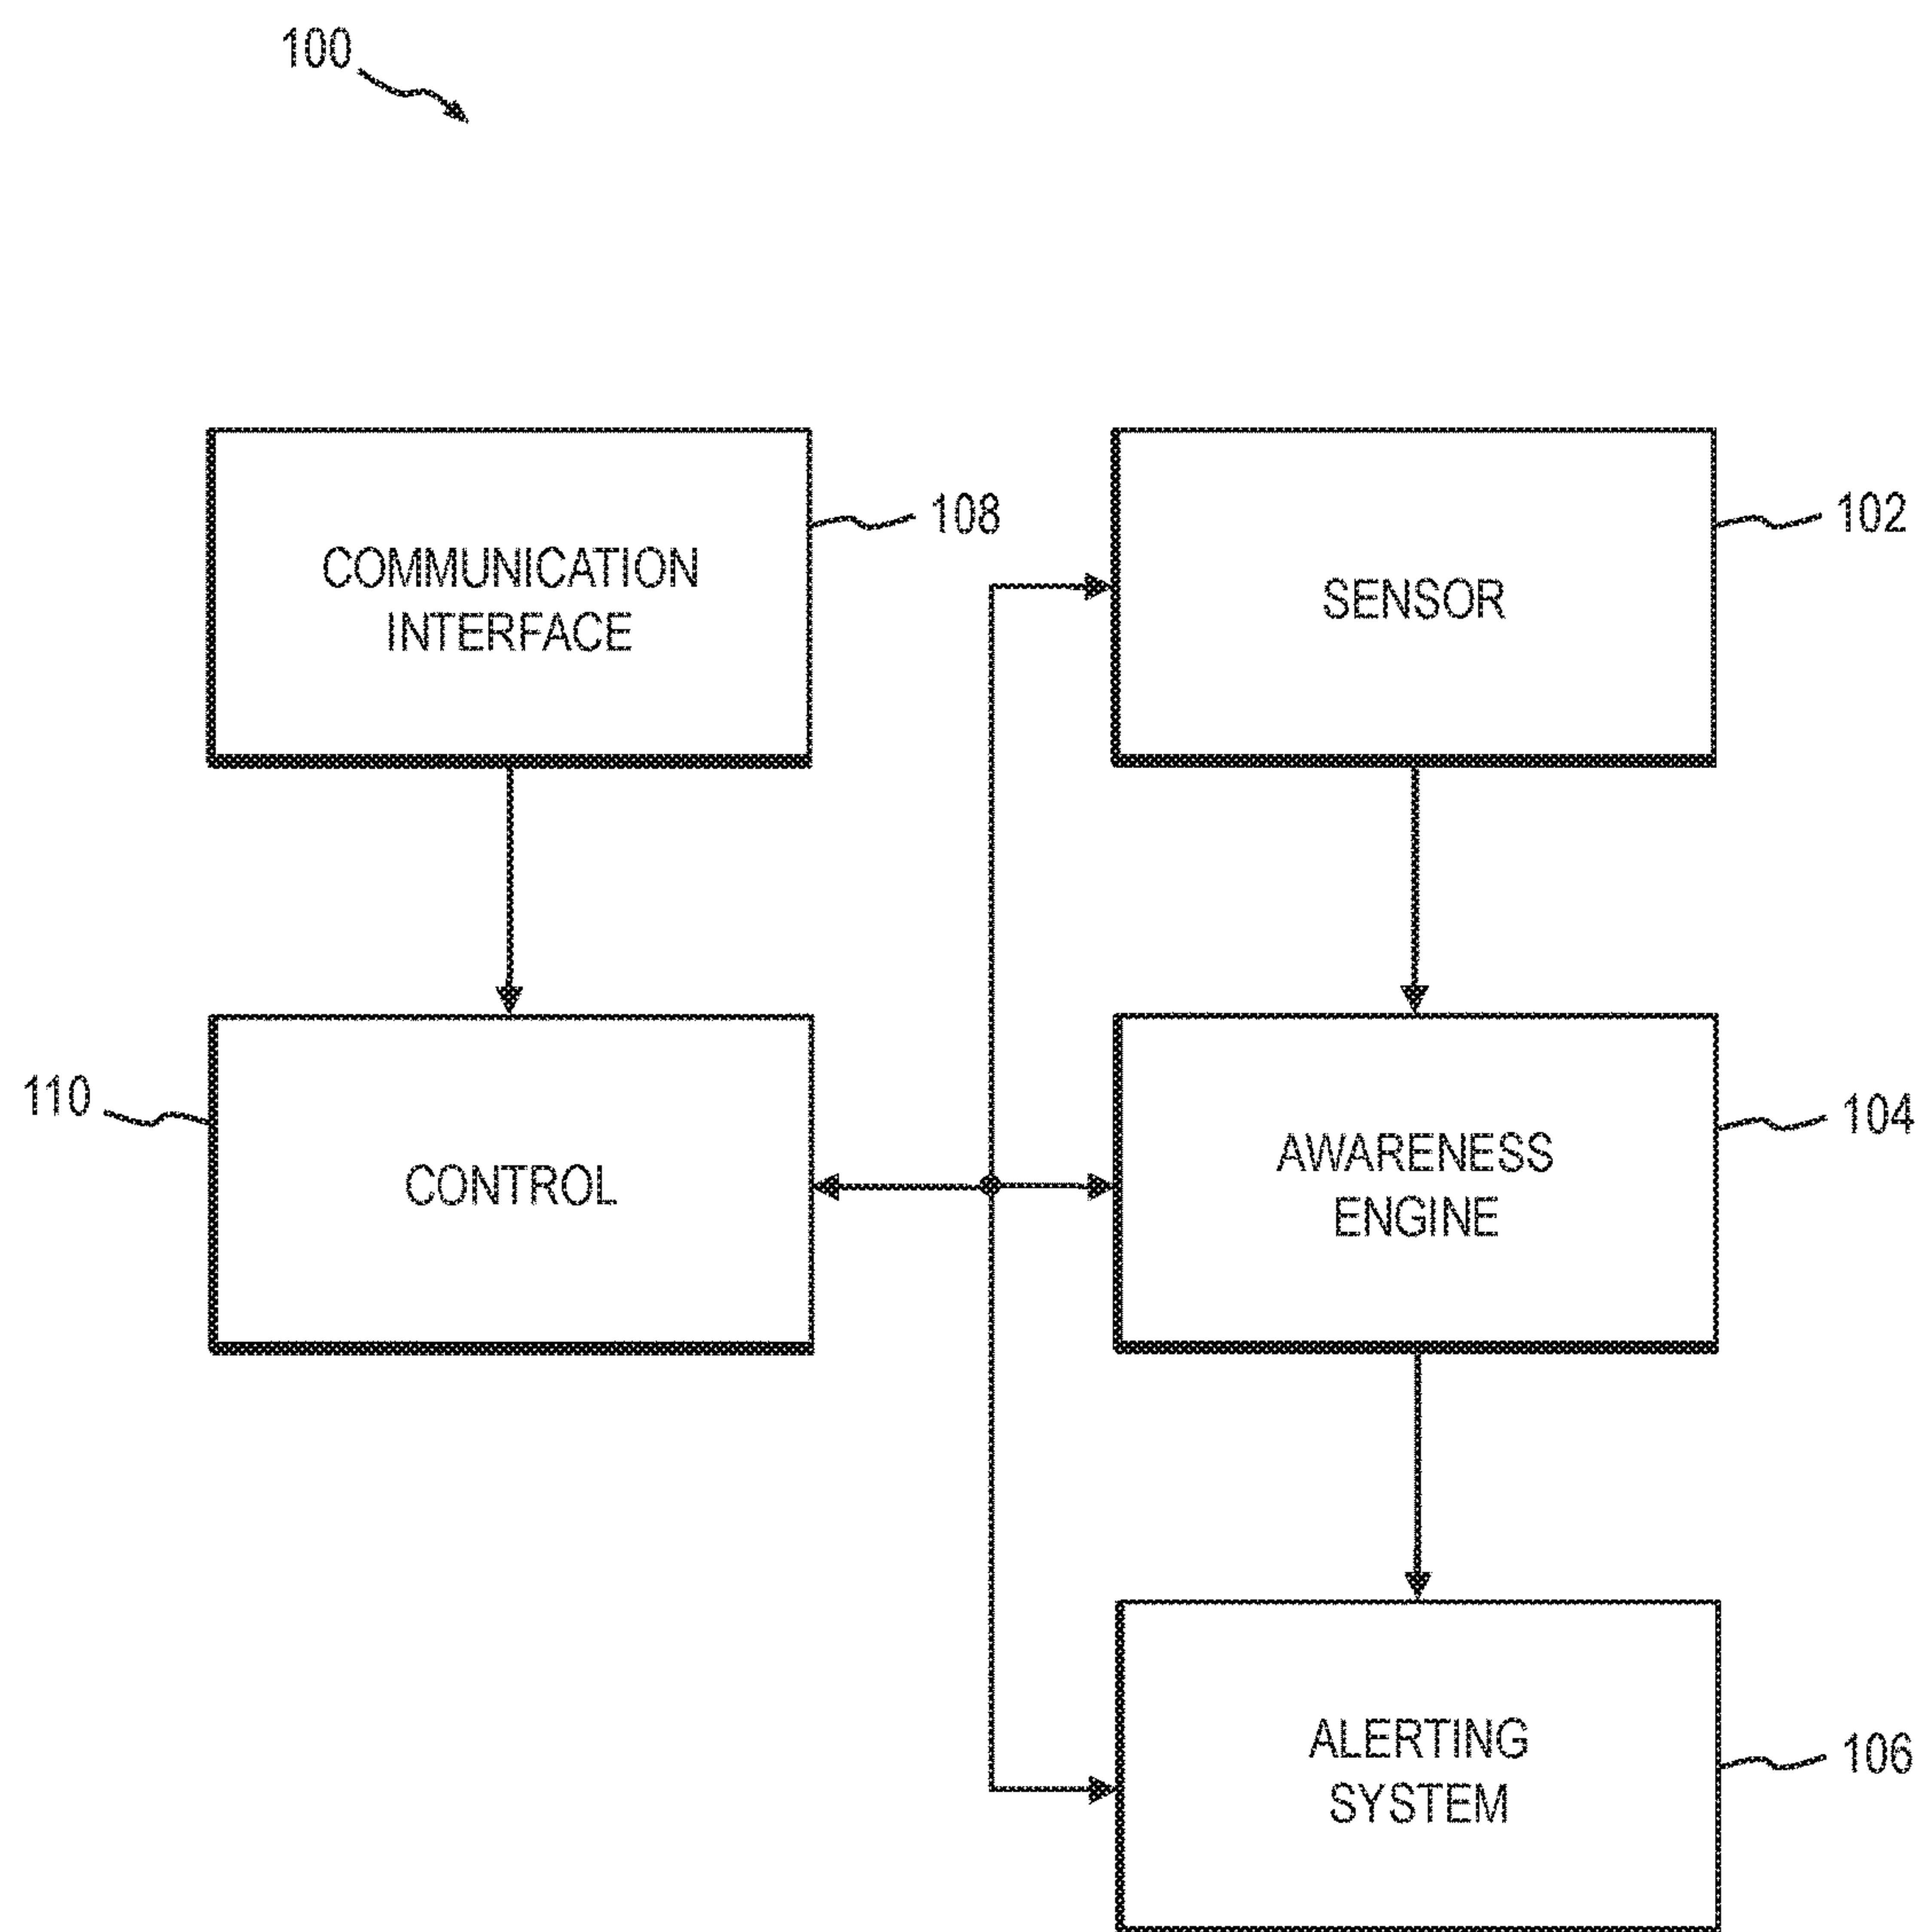 100
COMMUNICATION
INTERFACE
108
SENSOR
102
110
CONTROL
AWARENESS
ENGINE
104
ALERTING
SYSTEM
106